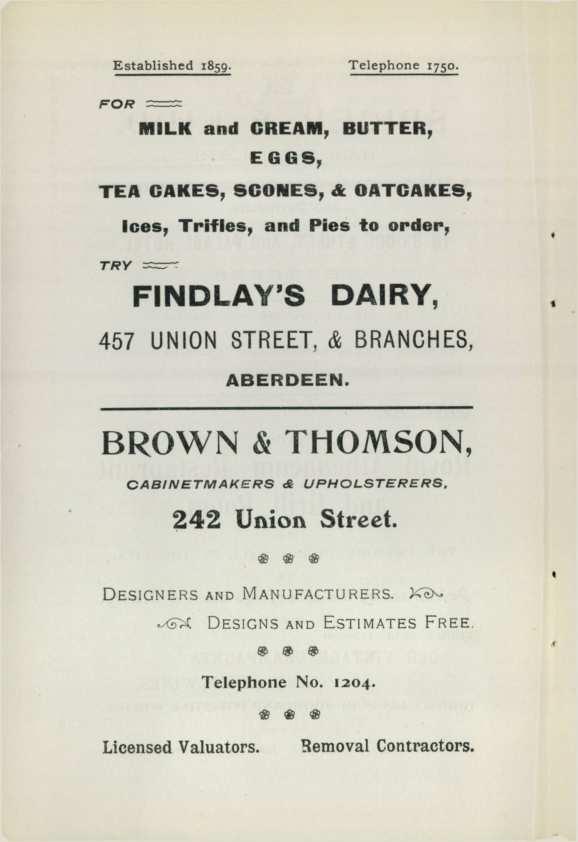 Established 1859. Telephone 1750.
FOR
MILK and CREAM, BUTTER,
EGGS,
TEA CAKES, SCONES, & OATCAKES,
Ices, Trifles, and Pies to order,
TRY
FINDLAY'S DAIRY,
457 UNION STREET, & BRANCHES,
ABERDEEN.
BROWN & THOMSON,
CABINETMAKERS & UPHOLSTERERS,
242 Union Street.
DESIGNERS AND MANUFACTURERS.
DESIGNS AND ESTIMATES FREE.
Telephone No. 1204.
Licensed Valuators. Removal Contractors.